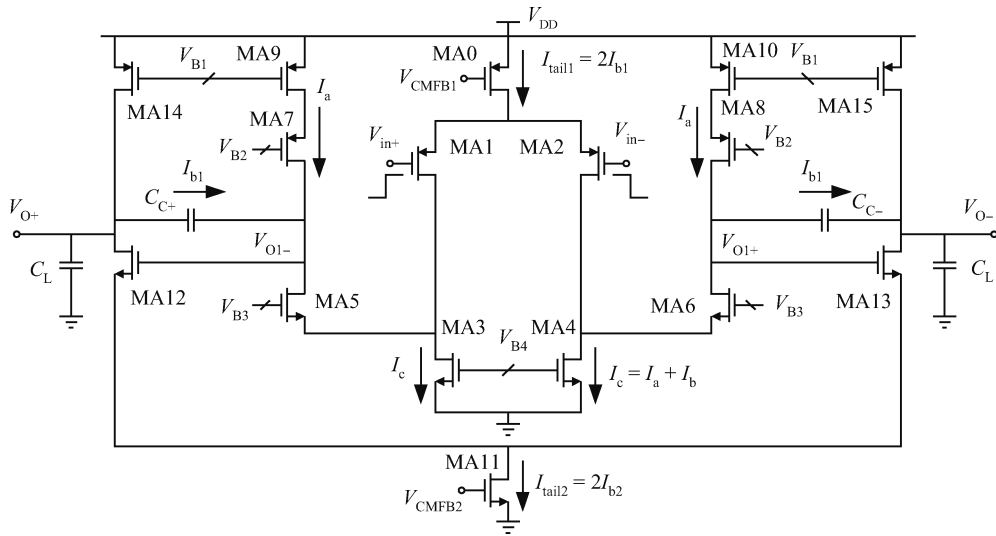 V_DD
MA9
MA0
MA10
V_B1
I_tail1 = 2I_b1
V_B1
V_CMFB1
MA14
I_a
MA15
MA7
MA8
V_in+
V_in−
I_a
V_B2
MA1
MA2
V_B2
I_b1
I_b1
C_C+
C_C−
V_O+
V_O−
V_O1−
V_O1+
C_L
C_L
MA12
MA5
MA6
MA13
V_B3
V_B3
MA3
MA4
V_B4
I_c
I_c = I_a + I_b
MA11
I_tail2 = 2I_b2
V_CMFB2